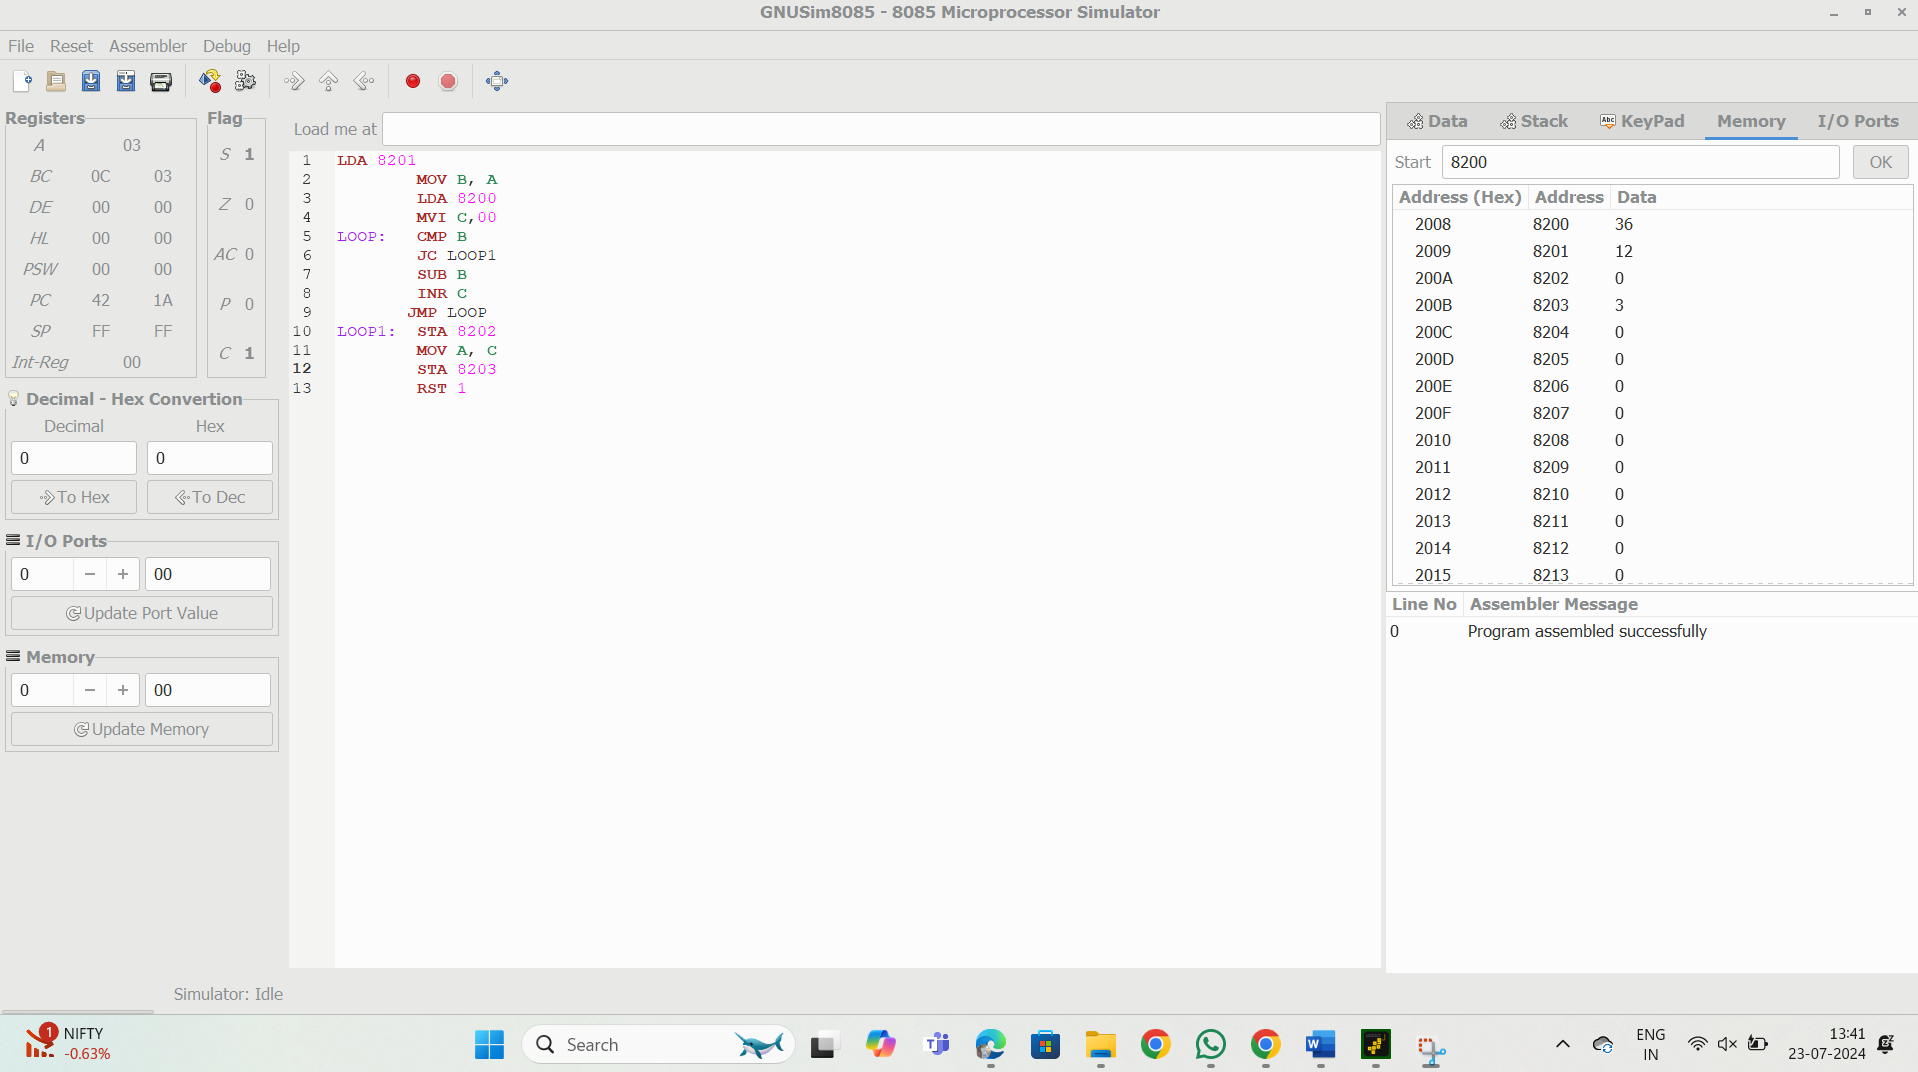 GNUSim8085 - 8085 Microprocessor Simulator
File Reset Assembler Debug Help
Registers
A 03
BC 0C 03
DE 00 00
HL 00 00
PSW 00 00
PC 42 1A
SP FF FF
Int-Reg 00
Flag
S 1
Z 0
AC 0
P 0
C 1
Decimal - Hex Convertion
Decimal Hex
0 0
To Hex To Dec
I/O Ports
0 − + 00
Update Port Value
Memory
0 − + 00
Update Memory
Load me at
1 LDA 8201
2 MOV B, A
3 LDA 8200
4 MVI C,00
5 LOOP: CMP B
6 JC LOOP1
7 SUB B
8 INR C
9 JMP LOOP
10 LOOP1: STA 8202
11 MOV A, C
12 STA 8203
13 RST 1
Data Stack Abc KeyPad Memory I/O Ports
Start 8200 OK
Address (Hex) Address Data
2008 8200 36
2009 8201 12
200A 8202 0
200B 8203 3
200C 8204 0
200D 8205 0
200E 8206 0
200F 8207 0
2010 8208 0
2011 8209 0
2012 8210 0
2013 8211 0
2014 8212 0
2015 8213 0
Line No Assembler Message
0 Program assembled successfully
Simulator: Idle
1 NIFTY
-0.63%
Search
ENG
IN
13:41
23-07-2024